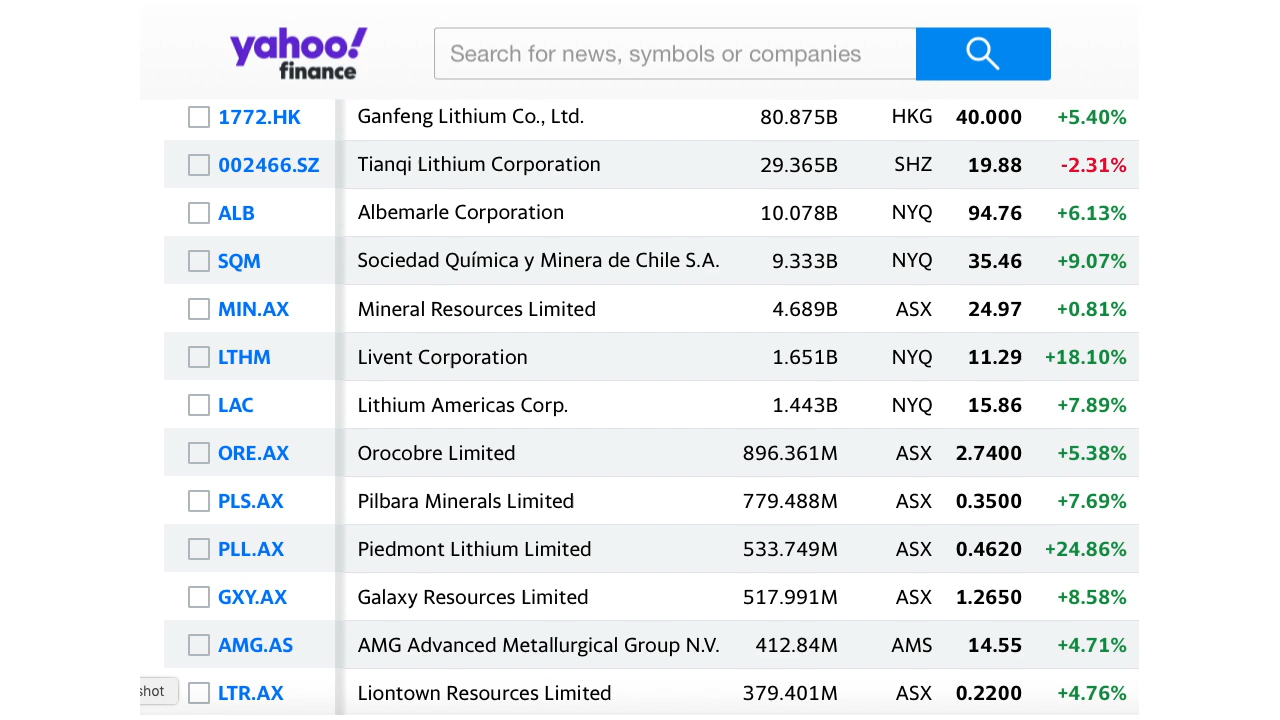 yahoo!
finance
Search for news, symbols or companies
1772.HK Ganfeng Lithium Co., Ltd. 80.875B HKG 40.000 +5.40%
002466.SZ Tianqi Lithium Corporation 29.365B SHZ 19.88 -2.31%
ALB Albemarle Corporation 10.078B NYQ 94.76 +6.13%
SQM Sociedad Química y Minera de Chile S.A. 9.333B NYQ 35.46 +9.07%
MIN.AX Mineral Resources Limited 4.689B ASX 24.97 +0.81%
LTHM Livent Corporation 1.651B NYQ 11.29 +18.10%
LAC Lithium Americas Corp. 1.443B NYQ 15.86 +7.89%
ORE.AX Orocobre Limited 896.361M ASX 2.7400 +5.38%
PLS.AX Pilbara Minerals Limited 779.488M ASX 0.3500 +7.69%
PLL.AX Piedmont Lithium Limited 533.749M ASX 0.4620 +24.86%
GXY.AX Galaxy Resources Limited 517.991M ASX 1.2650 +8.58%
AMG.AS AMG Advanced Metallurgical Group N.V. 412.84M AMS 14.55 +4.71%
shot LTR.AX Liontown Resources Limited 379.401M ASX 0.2200 +4.76%